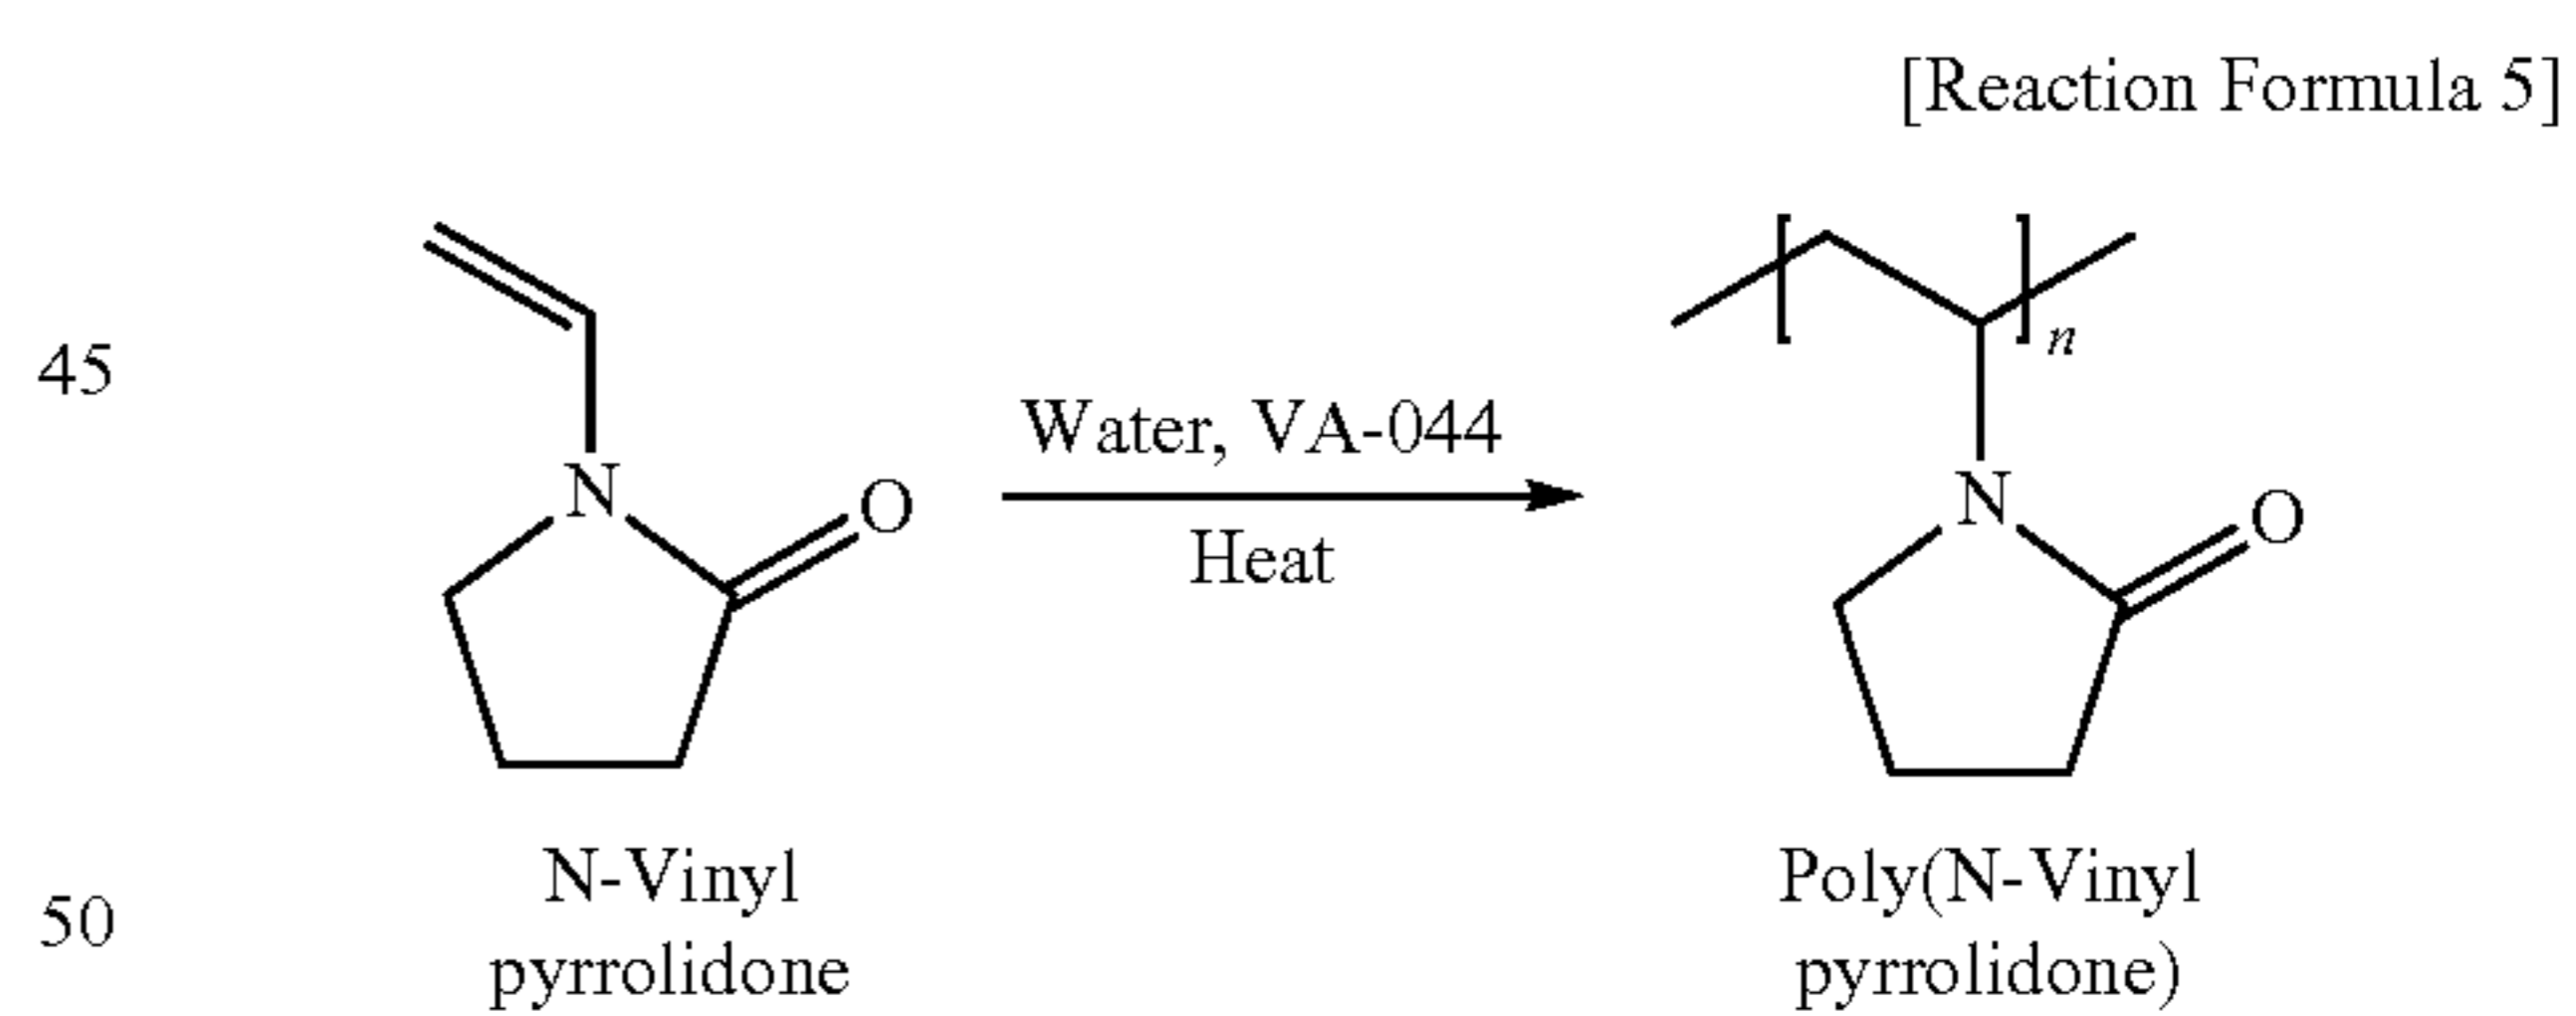 [Reaction Formula 5]
45
Water, VA-044
N
O
Heat
n
N
O
N-Vinyl
pyrrolidone
Poly(N-Vinyl
pyrrolidone)
50